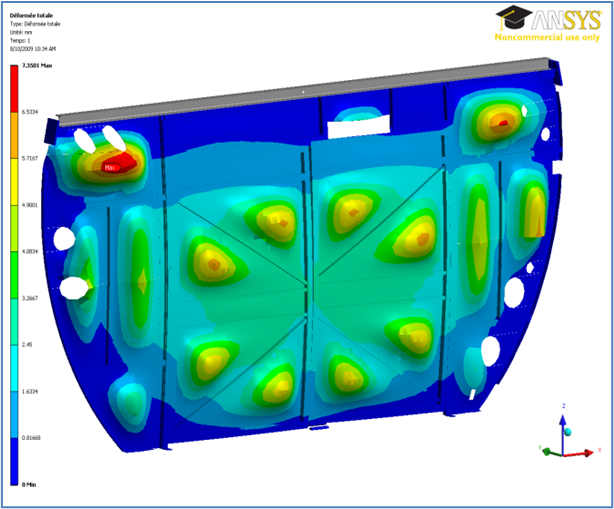 Déformée totale
Type: Déformée totale
Unité: mm
Temps: 1
8/10/2009 10:34 AM
ANSYS
Noncommercial use only
7.3501 Max
6.5334
5.7167
4.9001
4.0834
3.2667
2.45
1.6334
0.81668
0 Min
Max
Z
Y
X